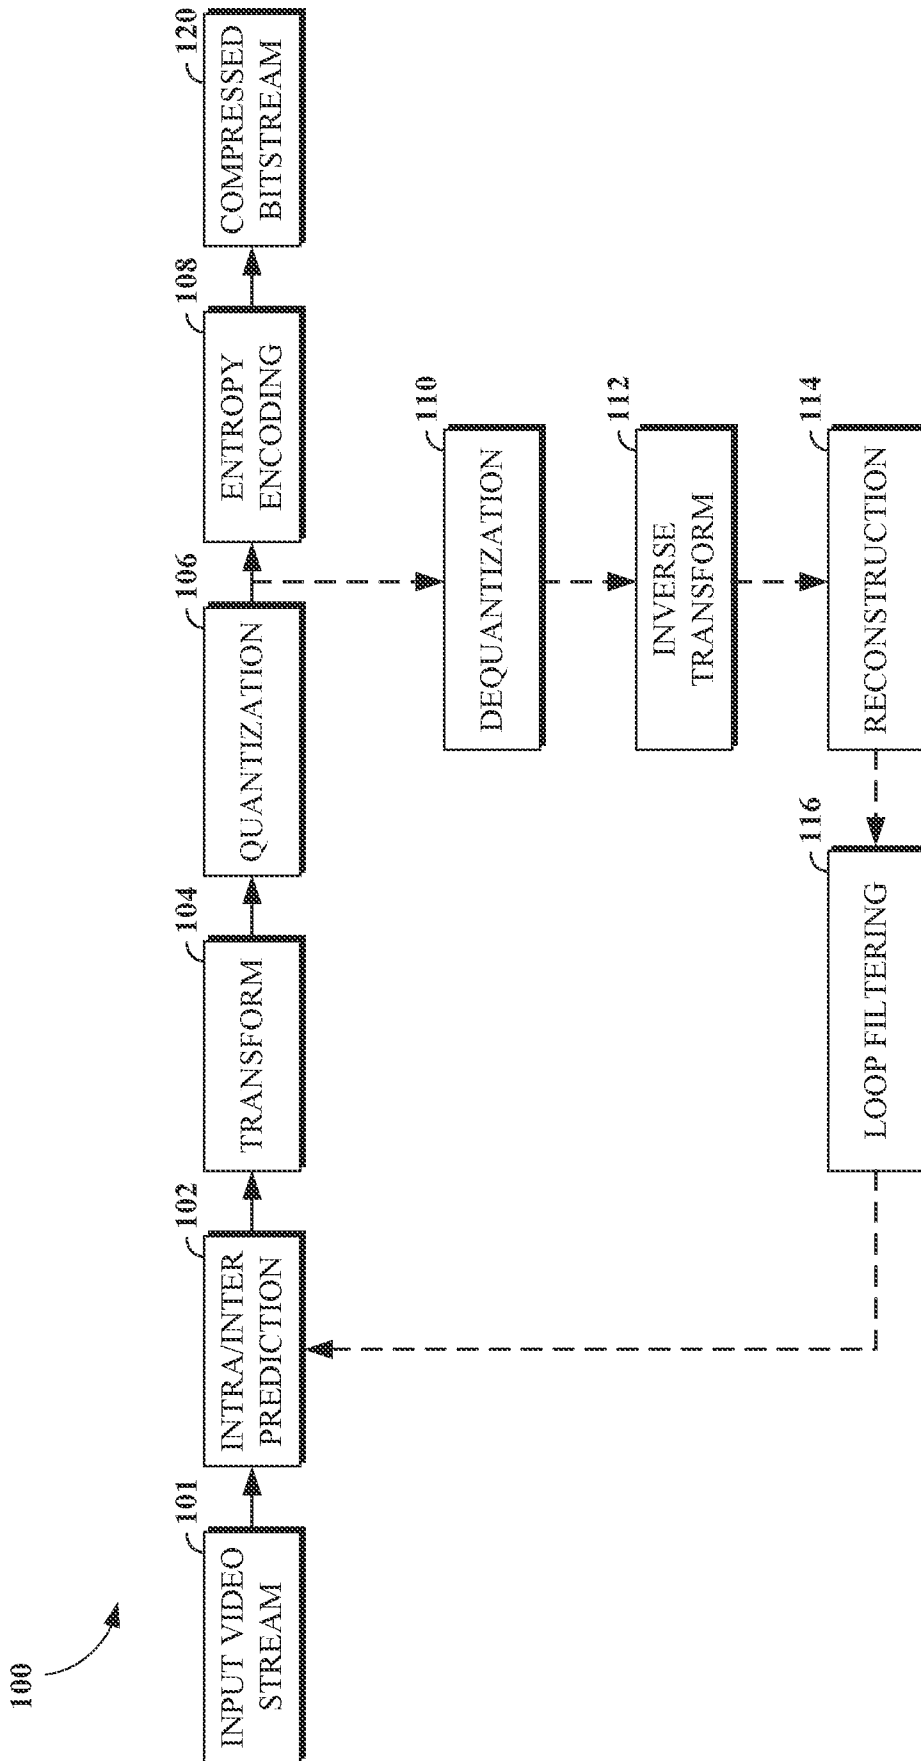 100
101
INPUT VIDEO
STREAM
102
INTRA/INTER
PREDICTION
104
TRANSFORM
106
QUANTIZATION
108
ENTROPY
ENCODING
120
COMPRESSED
BITSTREAM
110
DEQUANTIZATION
112
INVERSE
TRANSFORM
114
RECONSTRUCTION
116
LOOP FILTERING